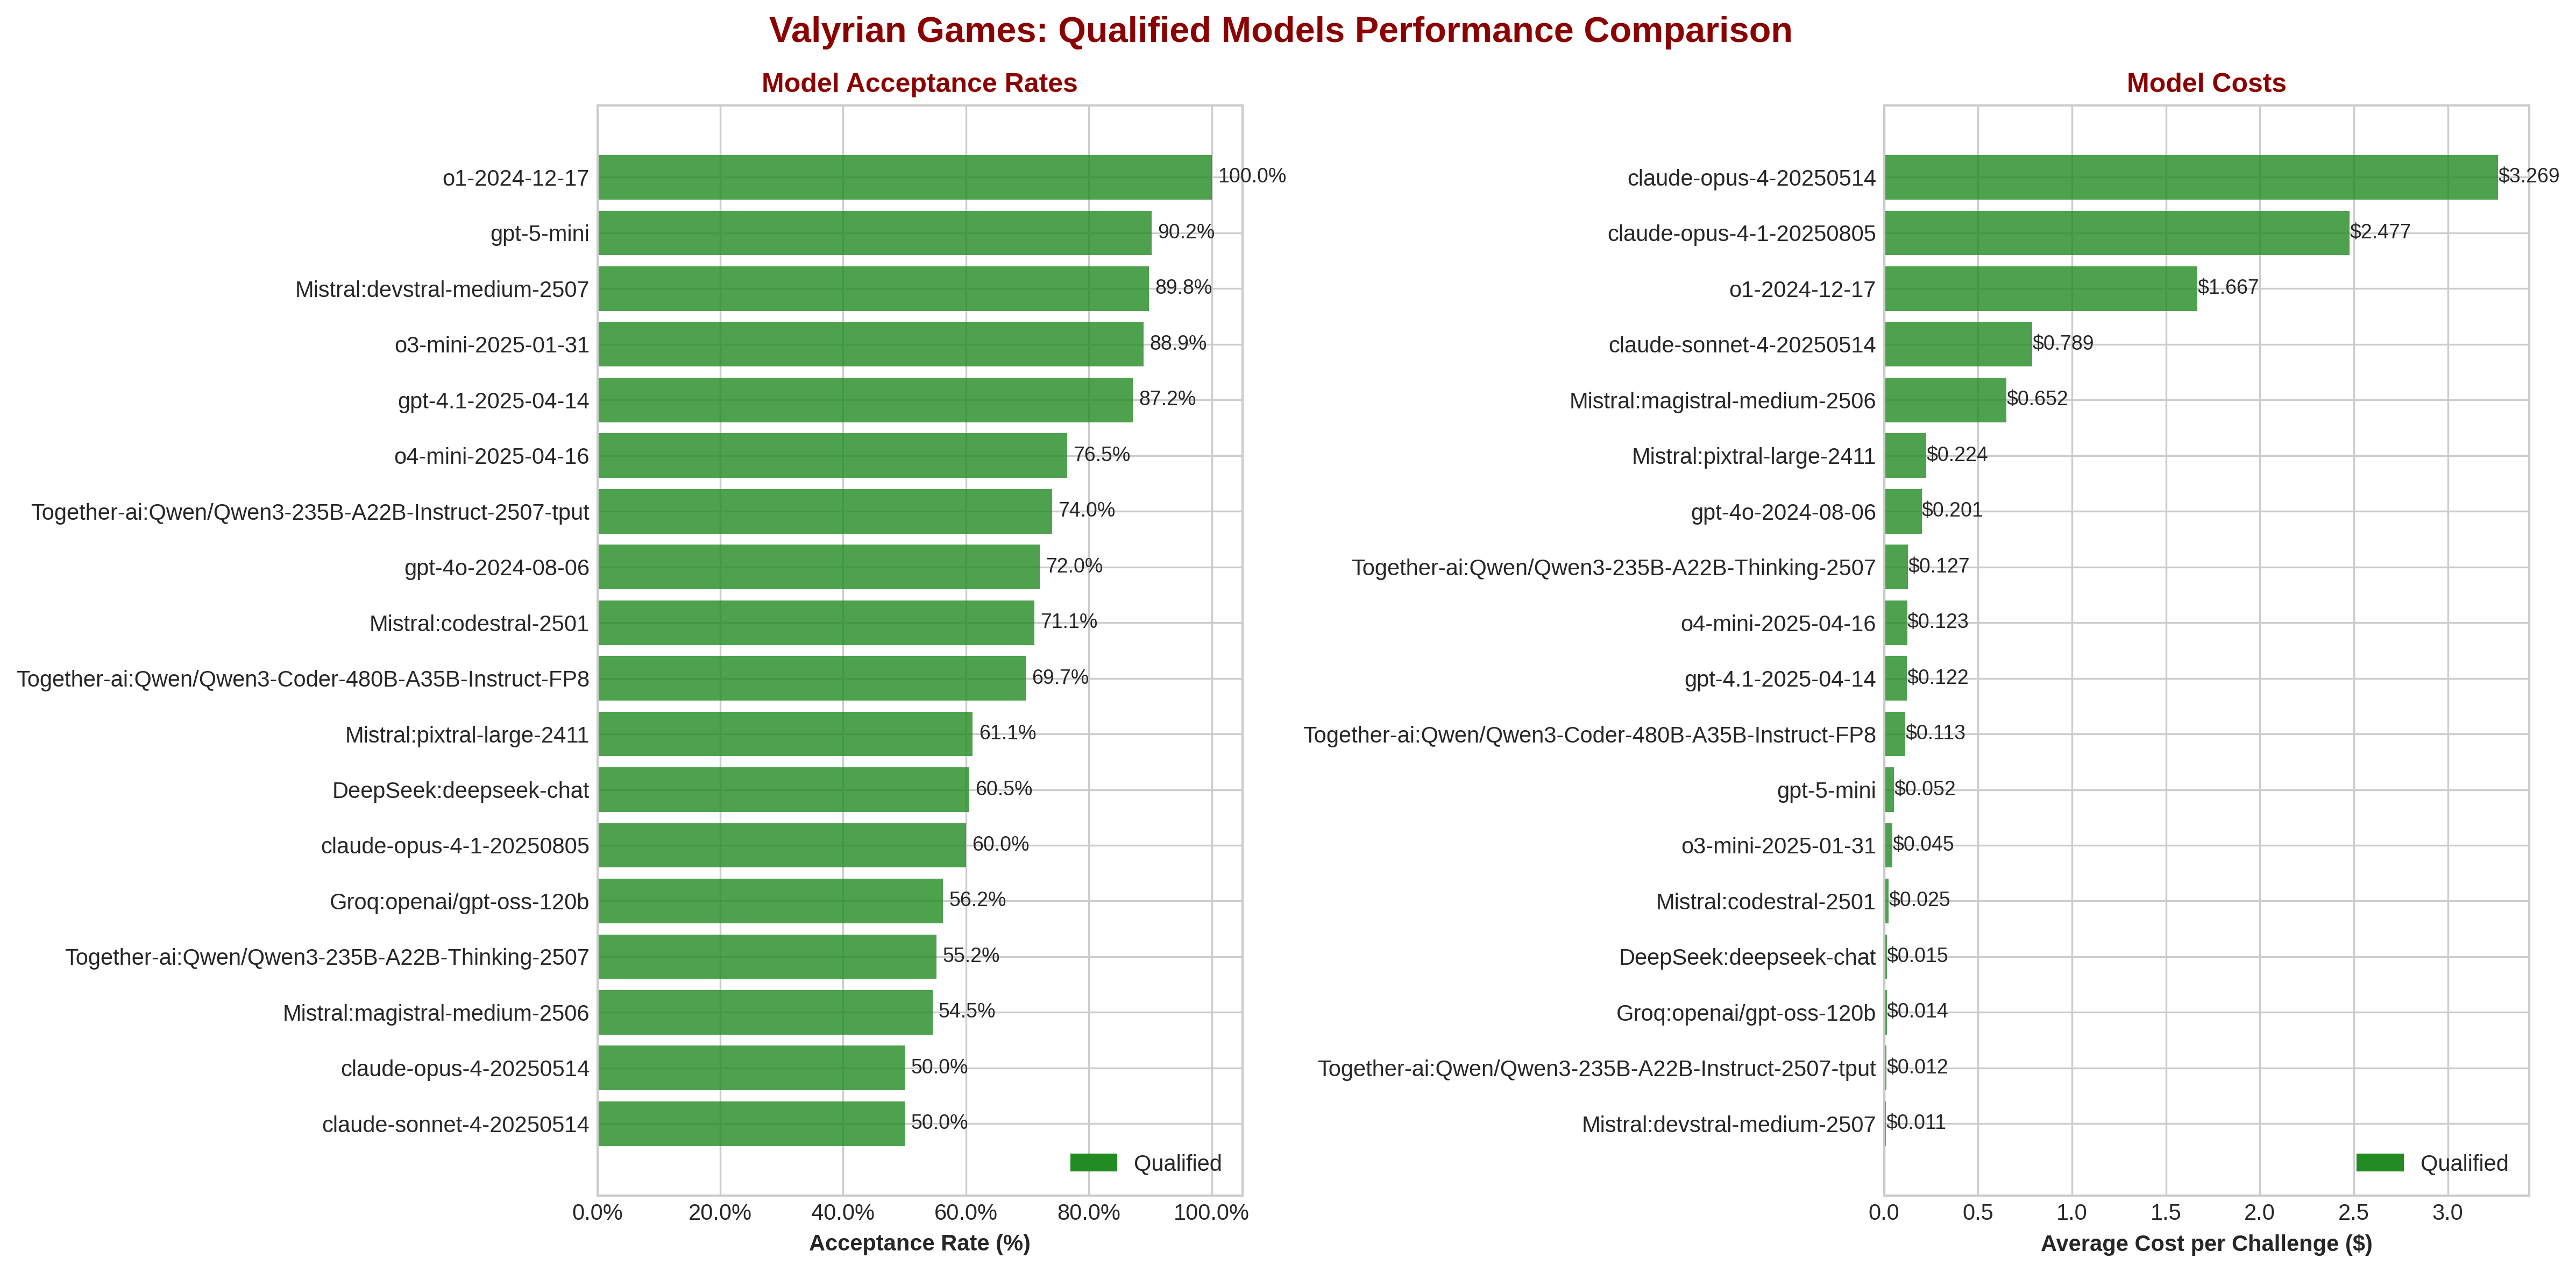 Valyrian Games: Qualified Models Performance Comparison
Model Acceptance Rates
o1-2024-12-17 100.0%
gpt-5-mini 90.2%
Mistral:devstral-medium-2507 89.8%
o3-mini-2025-01-31 88.9%
gpt-4.1-2025-04-14 87.2%
o4-mini-2025-04-16 76.5%
Together-ai:Qwen/Qwen3-235B-A22B-Instruct-2507-tput 74.0%
gpt-4o-2024-08-06 72.0%
Mistral:codestral-2501 71.1%
Together-ai:Qwen/Qwen3-Coder-480B-A35B-Instruct-FP8 69.7%
Mistral:pixtral-large-2411 61.1%
DeepSeek:deepseek-chat 60.5%
claude-opus-4-1-20250805 60.0%
Groq:openai/gpt-oss-120b 56.2%
Together-ai:Qwen/Qwen3-235B-A22B-Thinking-2507 55.2%
Mistral:magistral-medium-2506 54.5%
claude-opus-4-20250514 50.0%
claude-sonnet-4-20250514 50.0%
Qualified
0.0% 20.0% 40.0% 60.0% 80.0% 100.0%
Acceptance Rate (%)
Model Costs
claude-opus-4-20250514 $3.269
claude-opus-4-1-20250805 $2.477
o1-2024-12-17 $1.667
claude-sonnet-4-20250514 $0.789
Mistral:magistral-medium-2506 $0.652
Mistral:pixtral-large-2411 $0.224
gpt-4o-2024-08-06 $0.201
Together-ai:Qwen/Qwen3-235B-A22B-Thinking-2507 $0.127
o4-mini-2025-04-16 $0.123
gpt-4.1-2025-04-14 $0.122
Together-ai:Qwen/Qwen3-Coder-480B-A35B-Instruct-FP8 $0.113
gpt-5-mini $0.052
o3-mini-2025-01-31 $0.045
Mistral:codestral-2501 $0.025
DeepSeek:deepseek-chat $0.015
Groq:openai/gpt-oss-120b $0.014
Together-ai:Qwen/Qwen3-235B-A22B-Instruct-2507-tput $0.012
Mistral:devstral-medium-2507 $0.011
Qualified
0.0 0.5 1.0 1.5 2.0 2.5 3.0
Average Cost per Challenge ($)